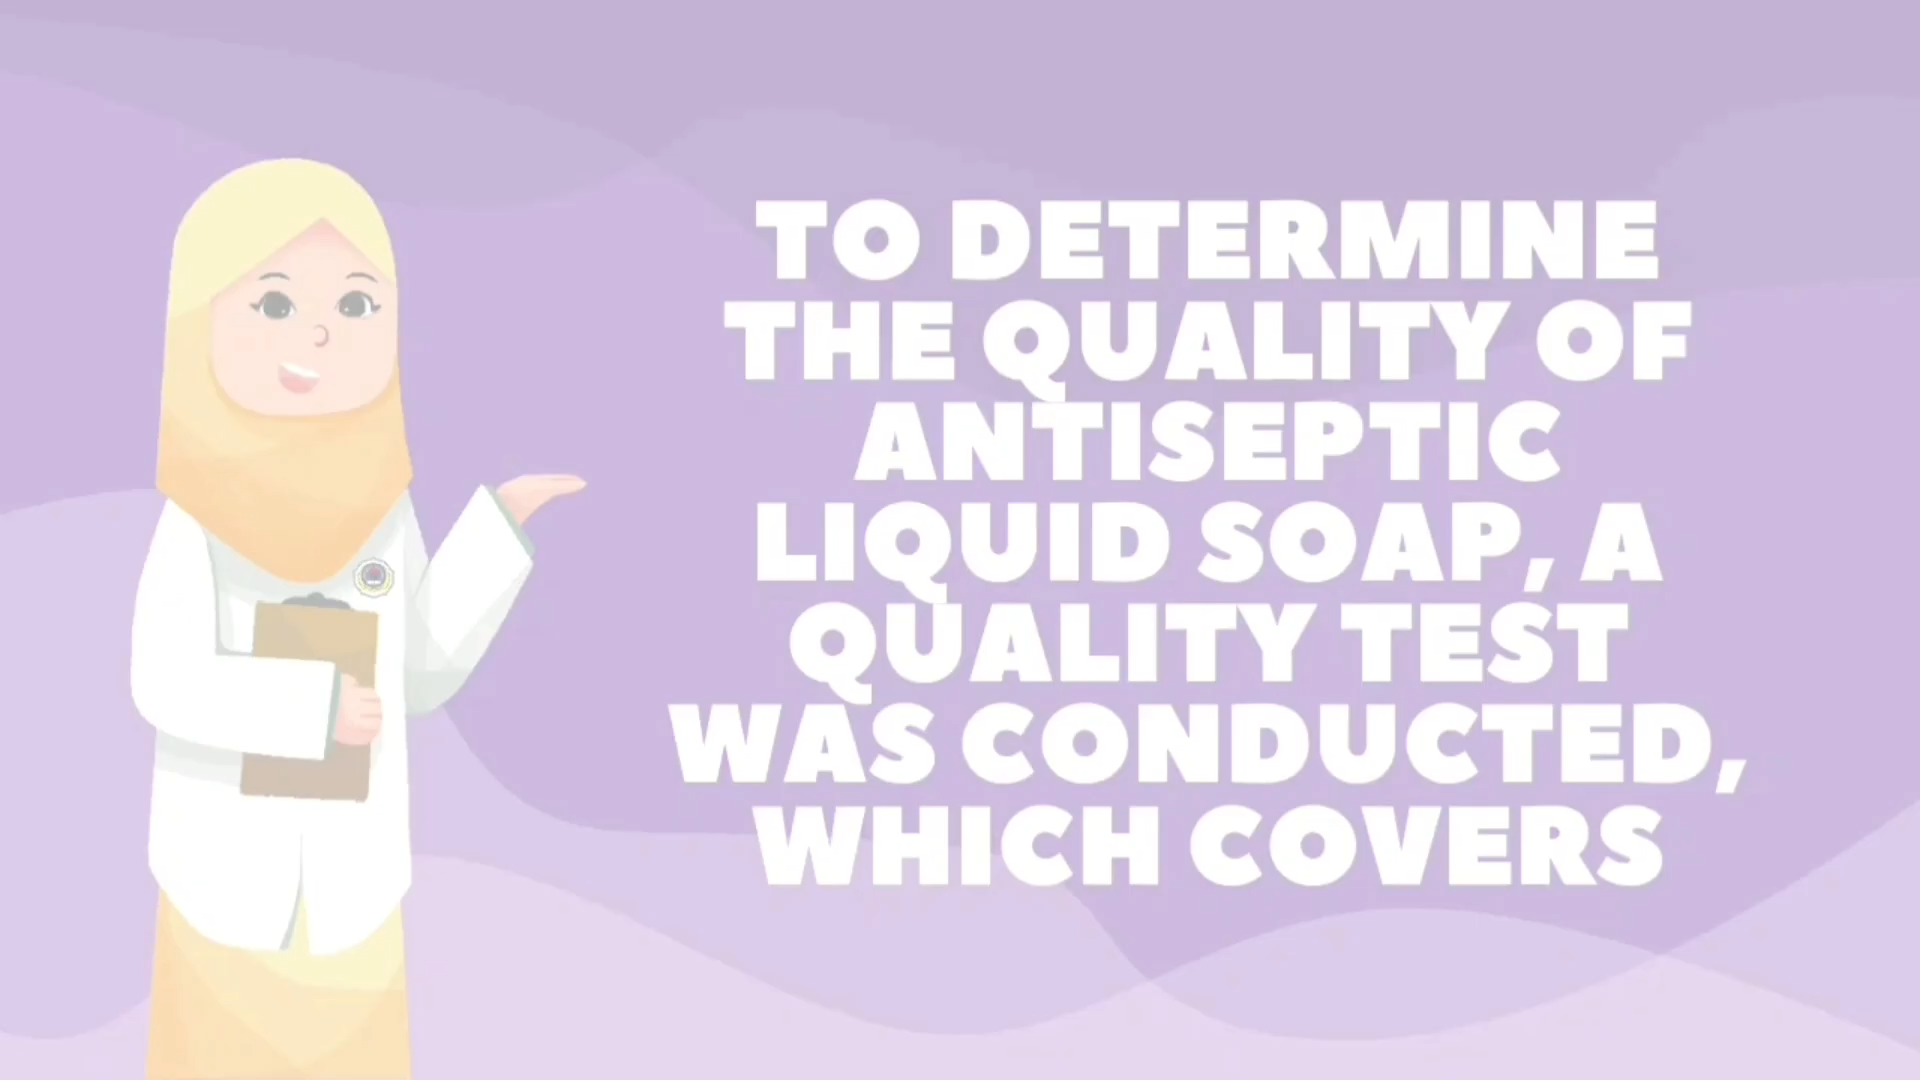 TO DETERMINE
THE QUALITY OF
ANTISEPTIC
LIQUID SOAP, A
QUALITY TEST
WAS CONDUCTED,
WHICH COVERS